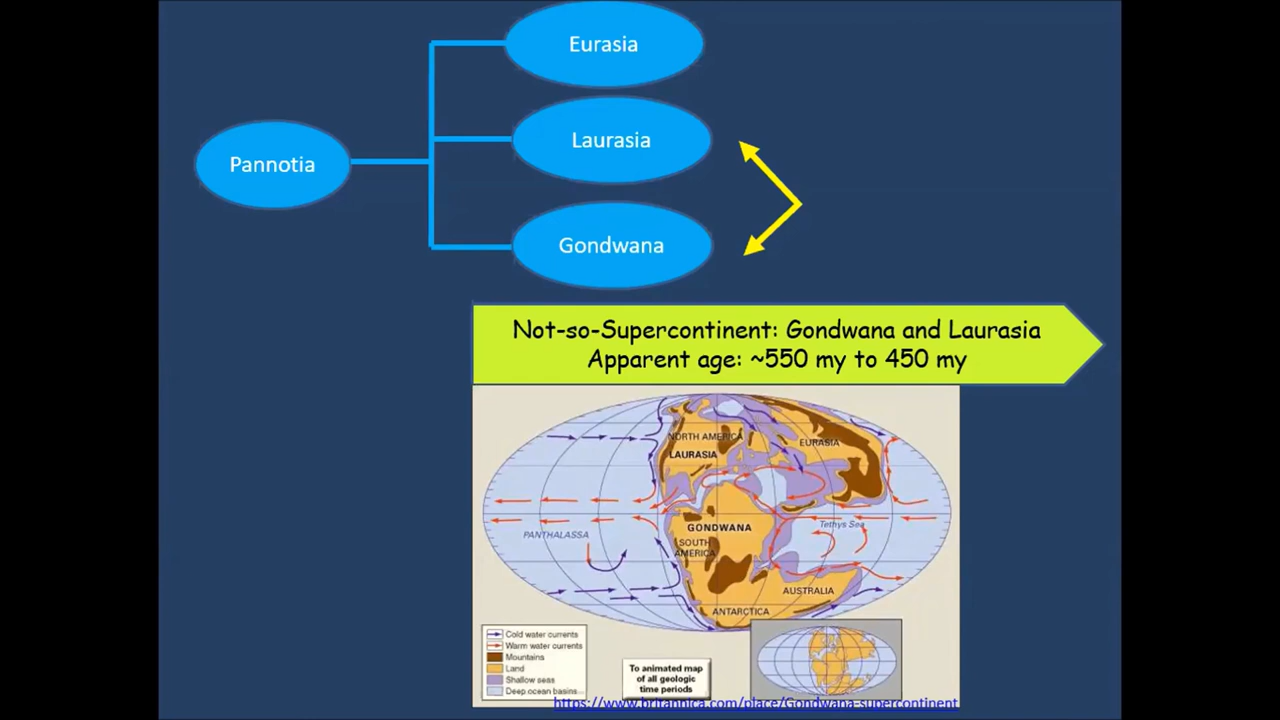 Eurasia
Pannotia
Laurasia
Gondwana
Not-so-Supercontinent: Gondwana and Laurasia
Apparent age: ~550 my to 450 my
NORTH AMERICA
EURASIA
LAURASIA
GONDWANA
Tethys Sea
PANTHALASSA
SOUTH
AMERICA
AUSTRALIA
ANTARCTICA
Cold water currents
Warm water currents
Mountains
Land
Shallow seas
Deep ocean basins
To animated map
of all geologic
time periods
https://www.britannica.com/place/Gondwana-supercontinent